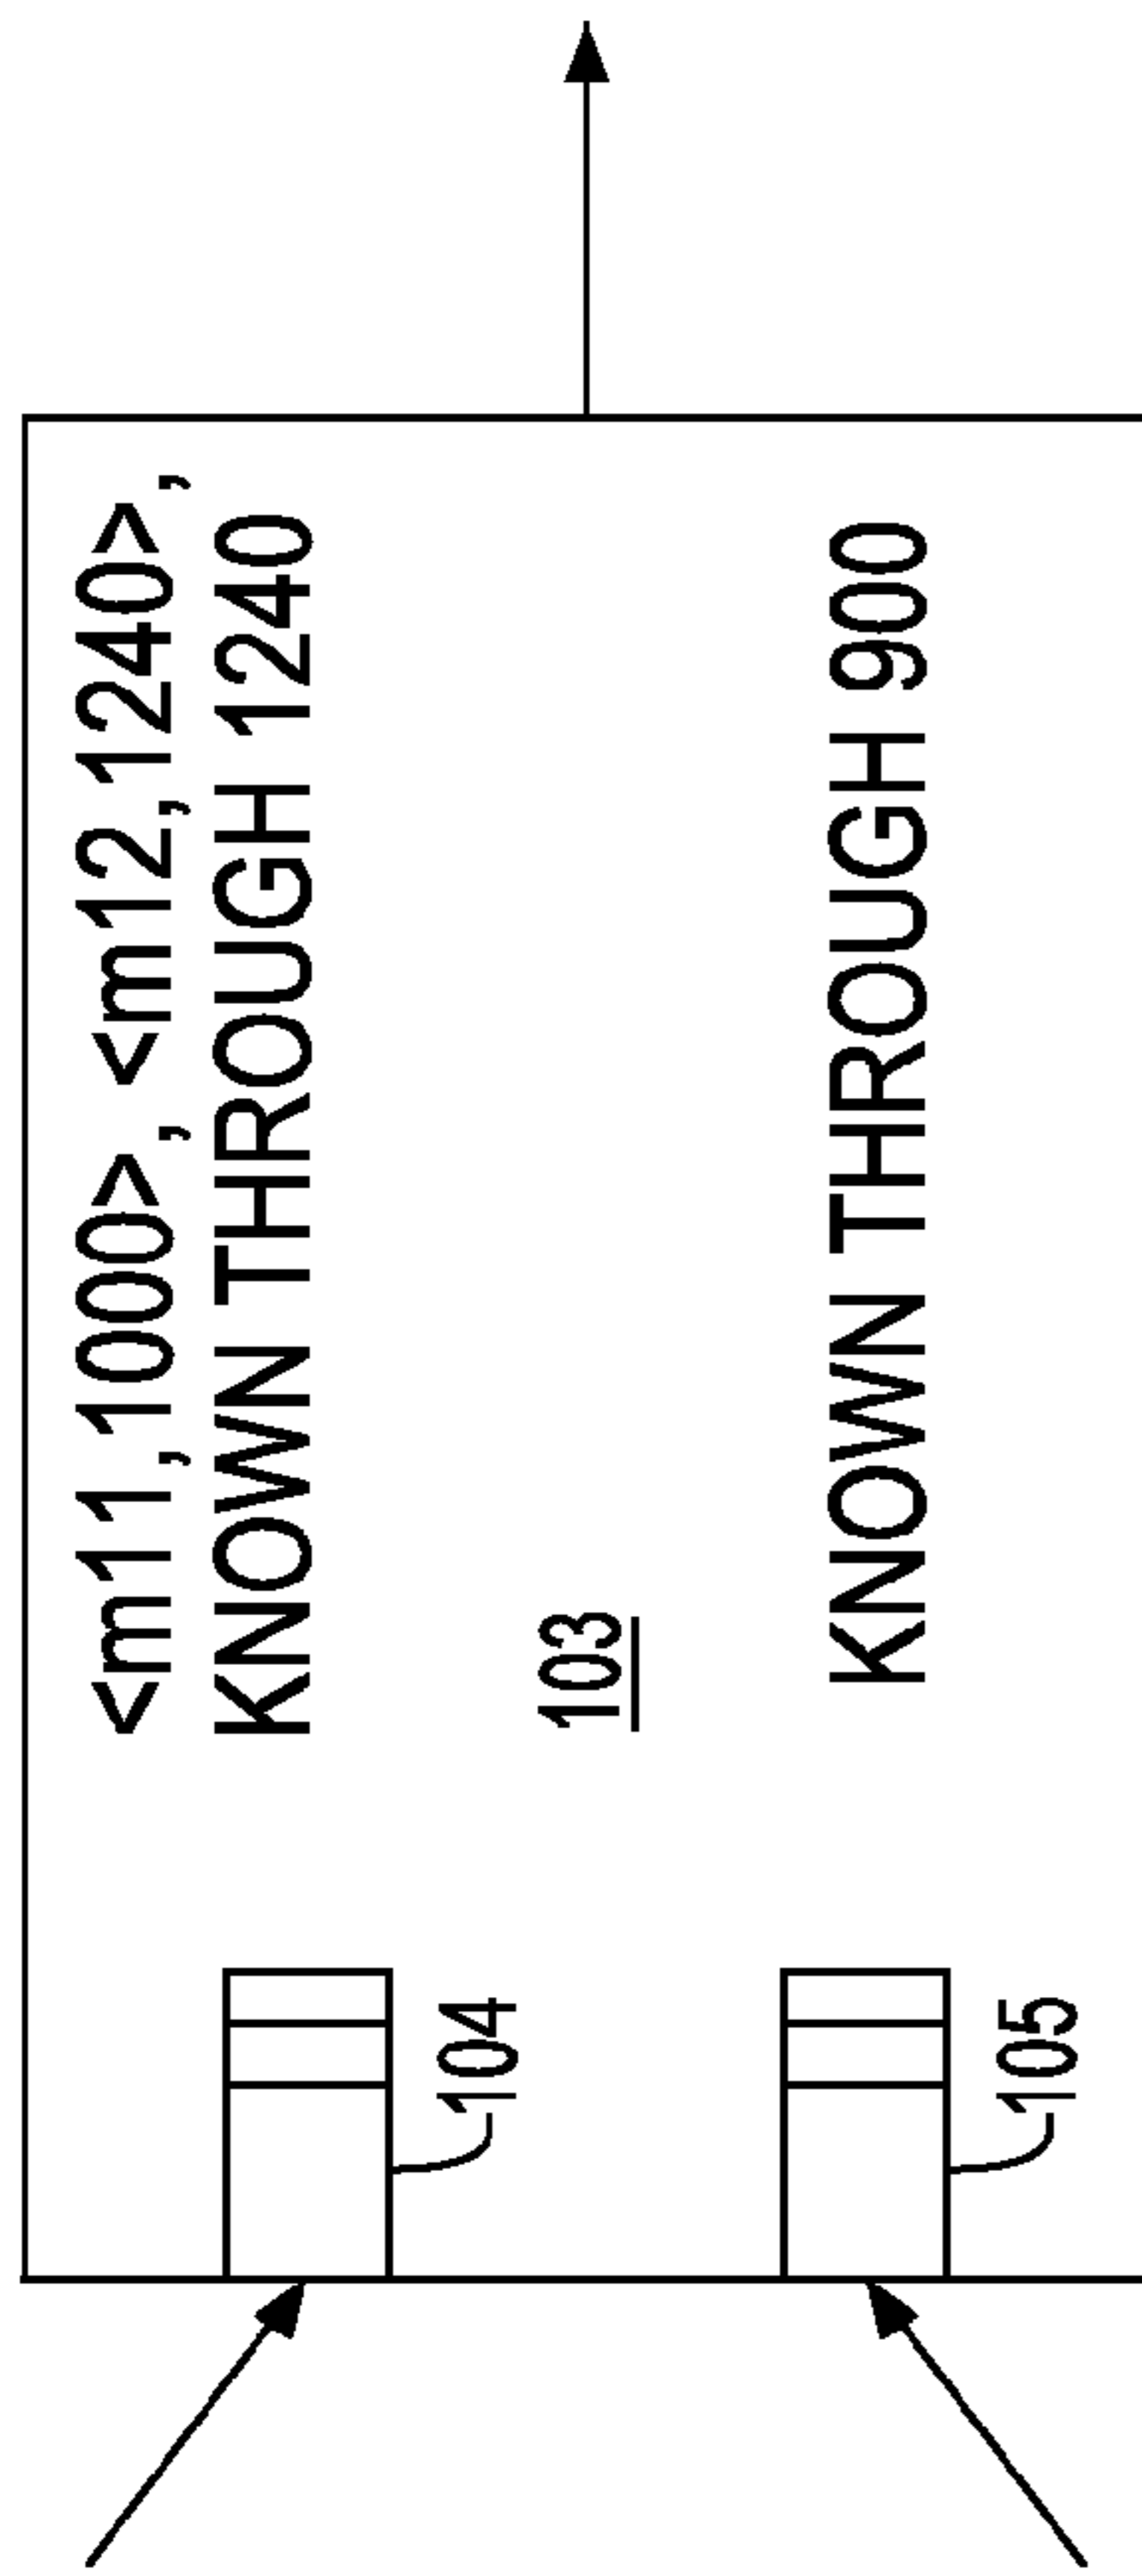 <m11,1000>, <m12,1240>,
KNOWN THROUGH 1240
103
KNOWN THROUGH 900
104
105